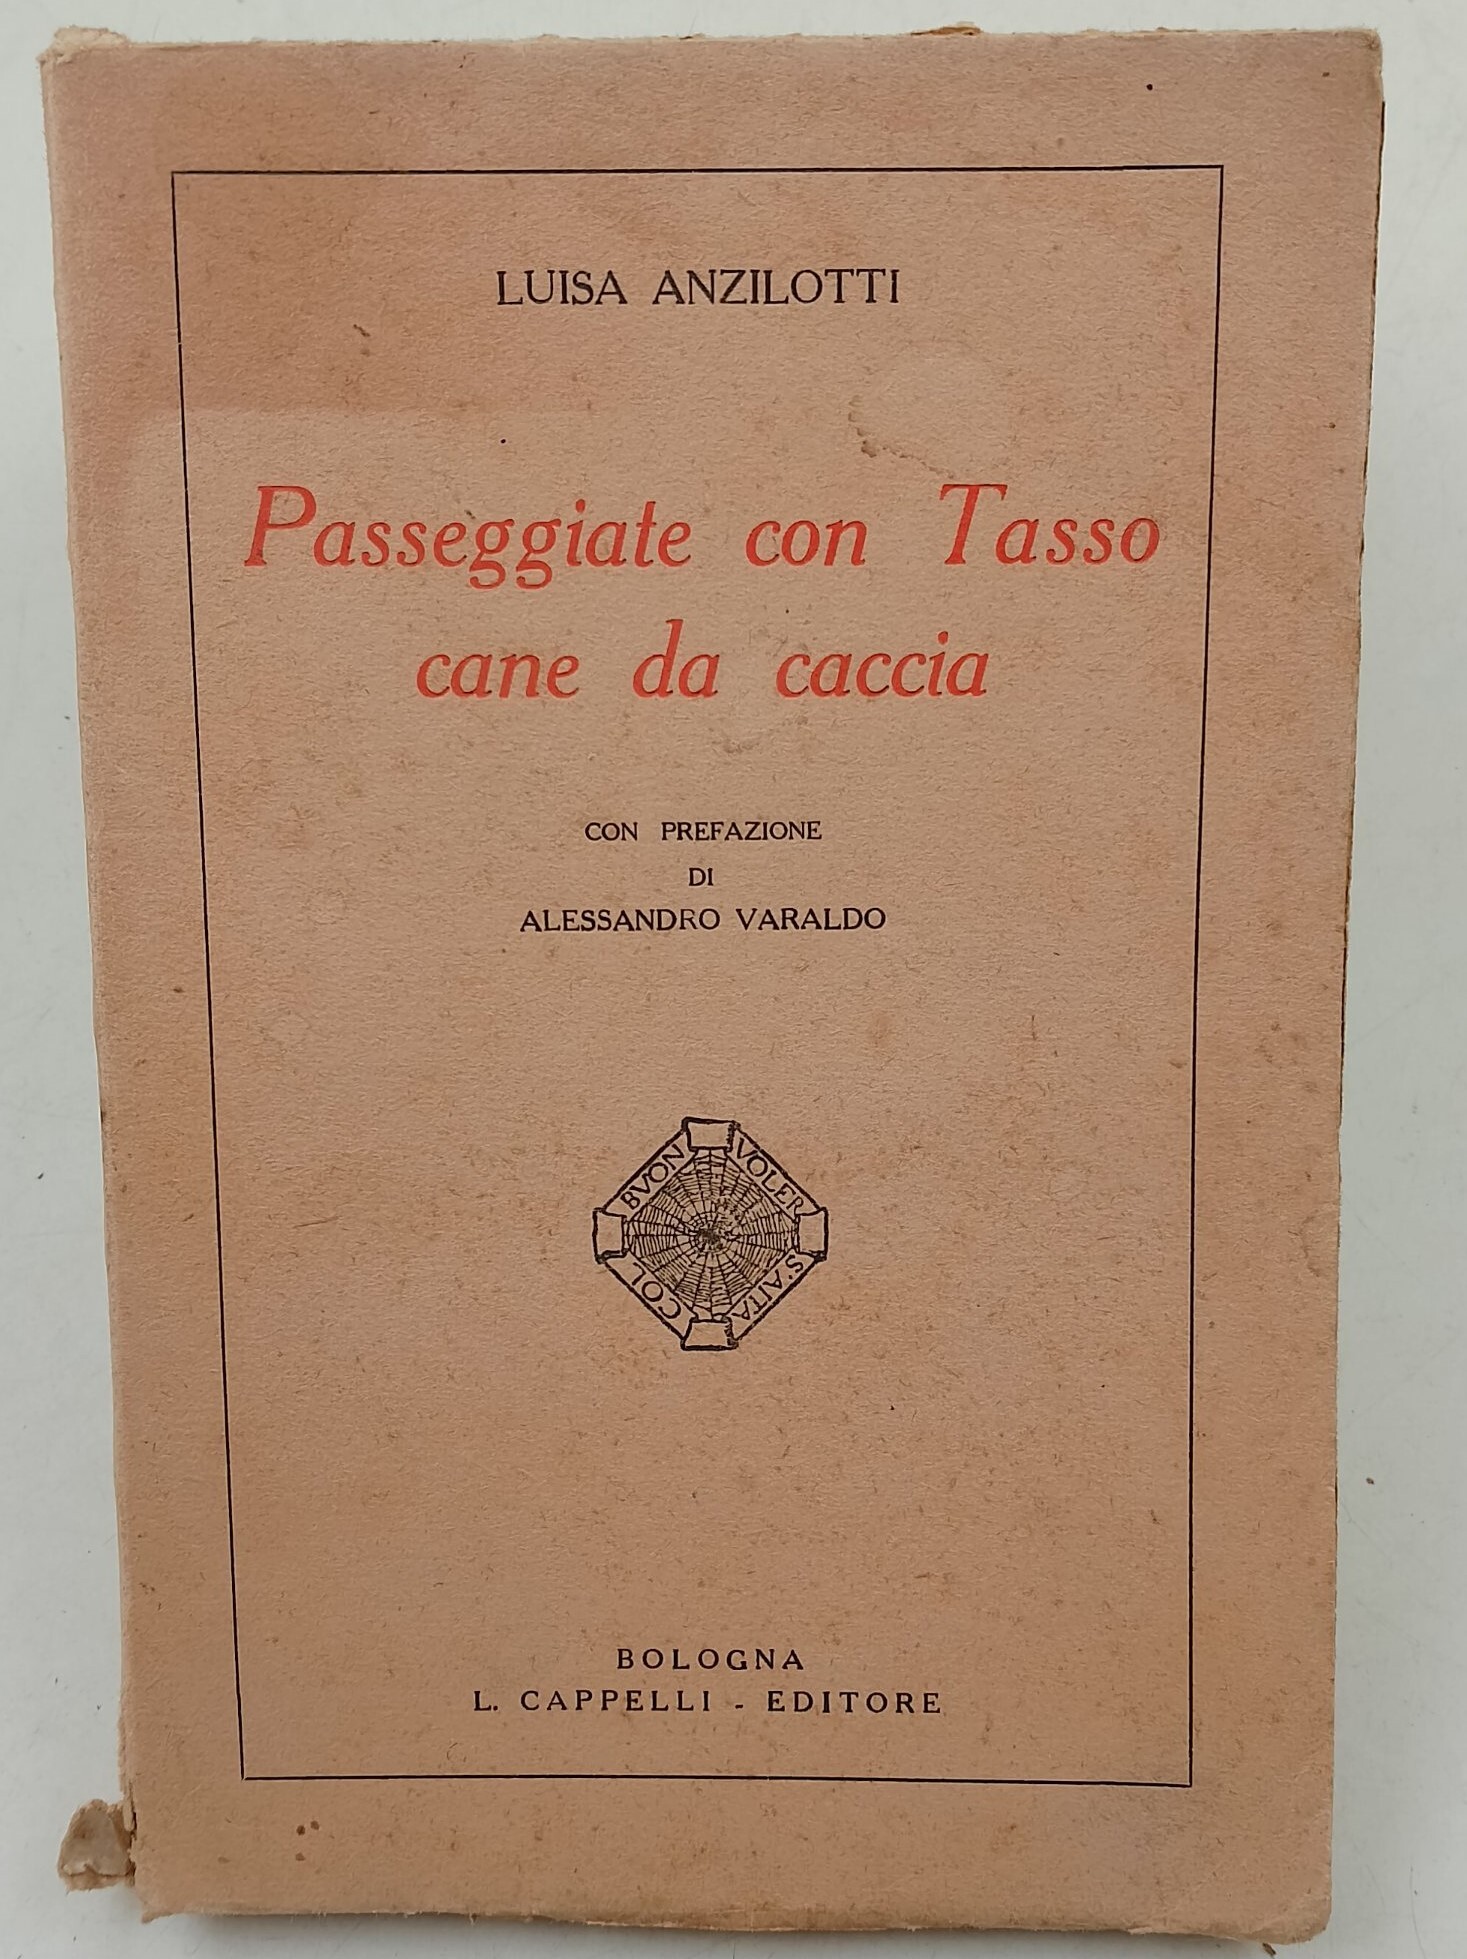 LUISA ANZILOTTI
Passeggiate con Tasso
cane da caccia
CON PREFAZIONE
DI
ALESSANDRO VARALDO
COL
BVON
VOLER
S'AITA
BOLOGNA
L. CAPPELLI - EDITORE